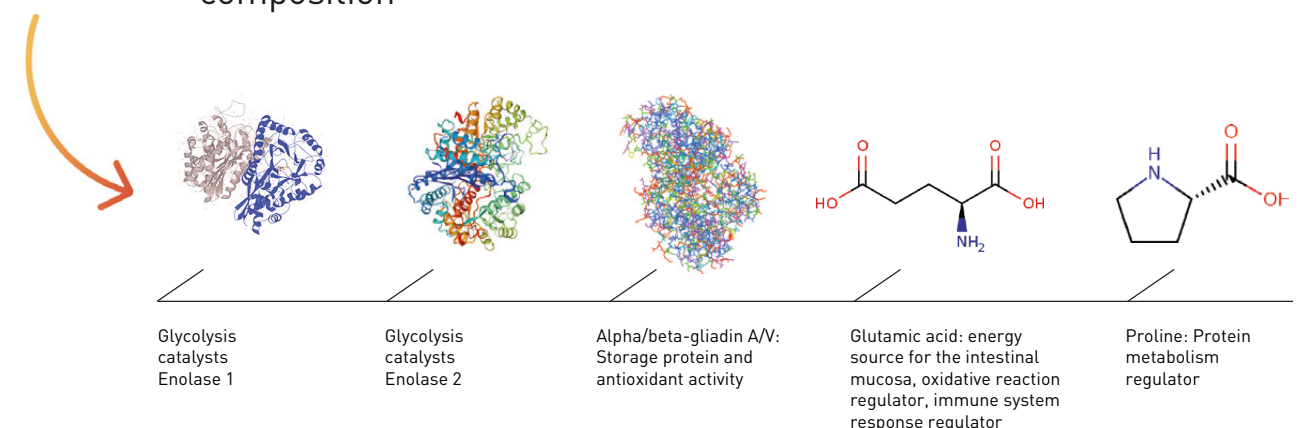 composition
O
O
HO
OH
NH2
H
N
O
OH
Glycolysis
catalysts
Enolase 1
Glycolysis
catalysts
Enolase 2
Alpha/beta-gliadin A/V:
Storage protein and
antioxidant activity
Glutamic acid: energy
source for the intestinal
mucosa, oxidative reaction
regulator, immune system
response regulator
Proline: Protein
metabolism
regulator